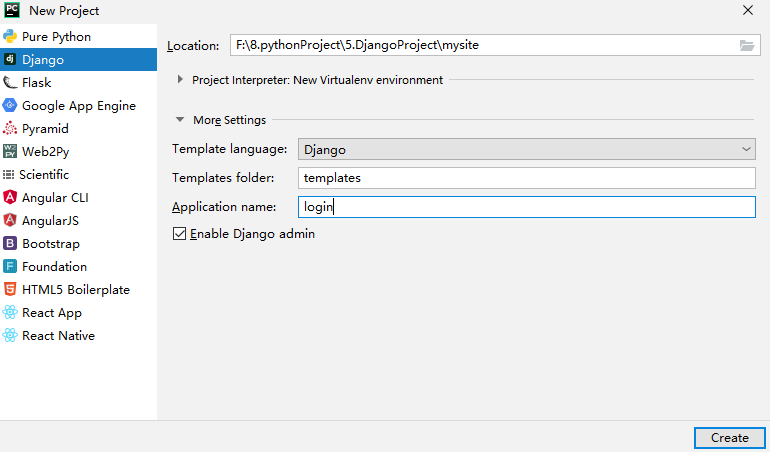 New Project
Pure Python
Django
Flask
Google App Engine
Pyramid
Web2Py
Scientific
Angular CLI
AngularJS
Bootstrap
Foundation
HTML5 Boilerplate
React App
React Native
Location: F:\8.pythonProject\5.DjangoProject\mysite
Project Interpreter: New Virtualenv environment
More Settings
Template language: Django
Templates folder: templates
Application name: login
Enable Django admin
Create